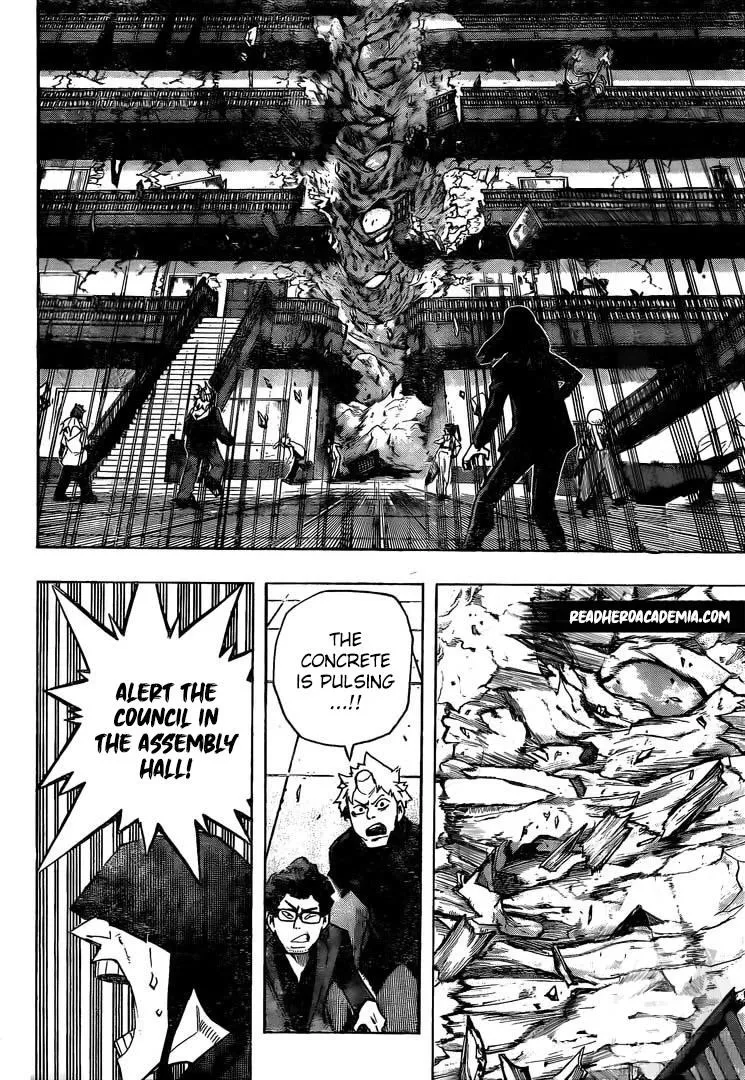 READHEROACADEMIA.COM
THE
CONCRETE
IS PULSING
...!!
ALERT THE
COUNCIL IN
THE ASSEMBLY
HALL!